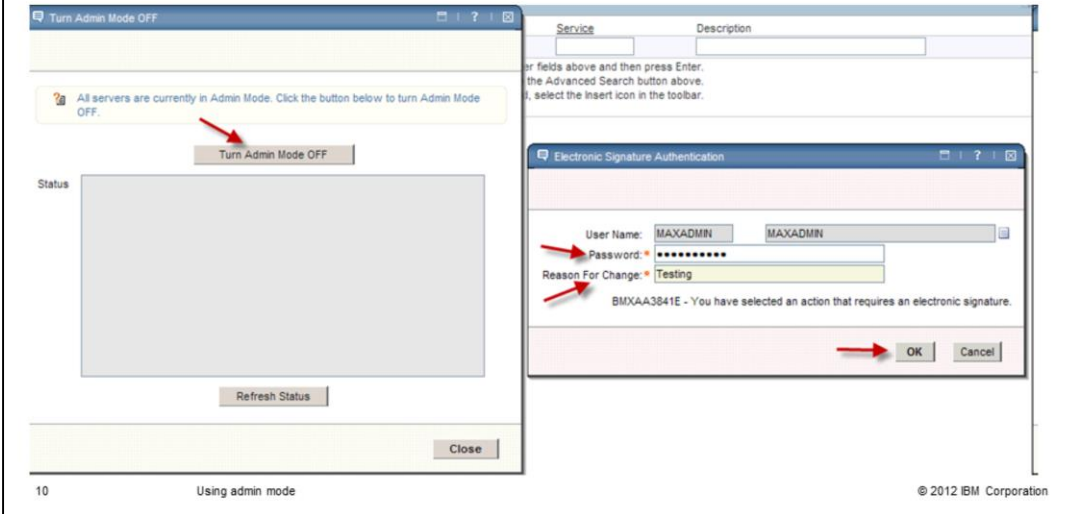 Turn Admin Mode OFF
?
All servers are currently in Admin Mode. Click the button below to turn Admin Mode
OFF.
Turn Admin Mode OFF
Status
Refresh Status
Close
Service
Description
er fields above and then press Enter.
the Advanced Search button above.
, select the Insert icon in the toolbar.
Electronic Signature Authentication
?
User Name: MAXADMIN MAXADMIN
Password:* ••••••••••
Reason For Change:* Testing
BMXAA3841E - You have selected an action that requires an electronic signature.
OK Cancel
10 Using admin mode © 2012 IBM Corporation